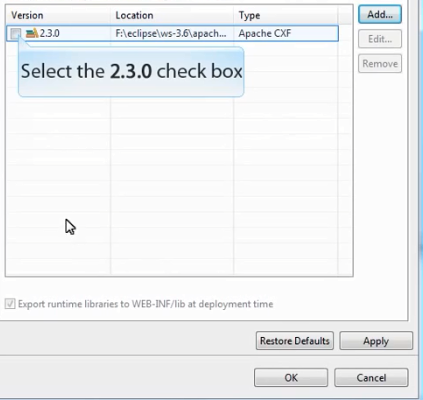 Version Location Type
2.3.0 F:\eclipse\ws-3.6\apach... Apache CXF
Select the 2.3.0 check box
Add...
Edit...
Remove
Export runtime libraries to WEB-INF/lib at deployment time
Restore Defaults Apply
OK Cancel